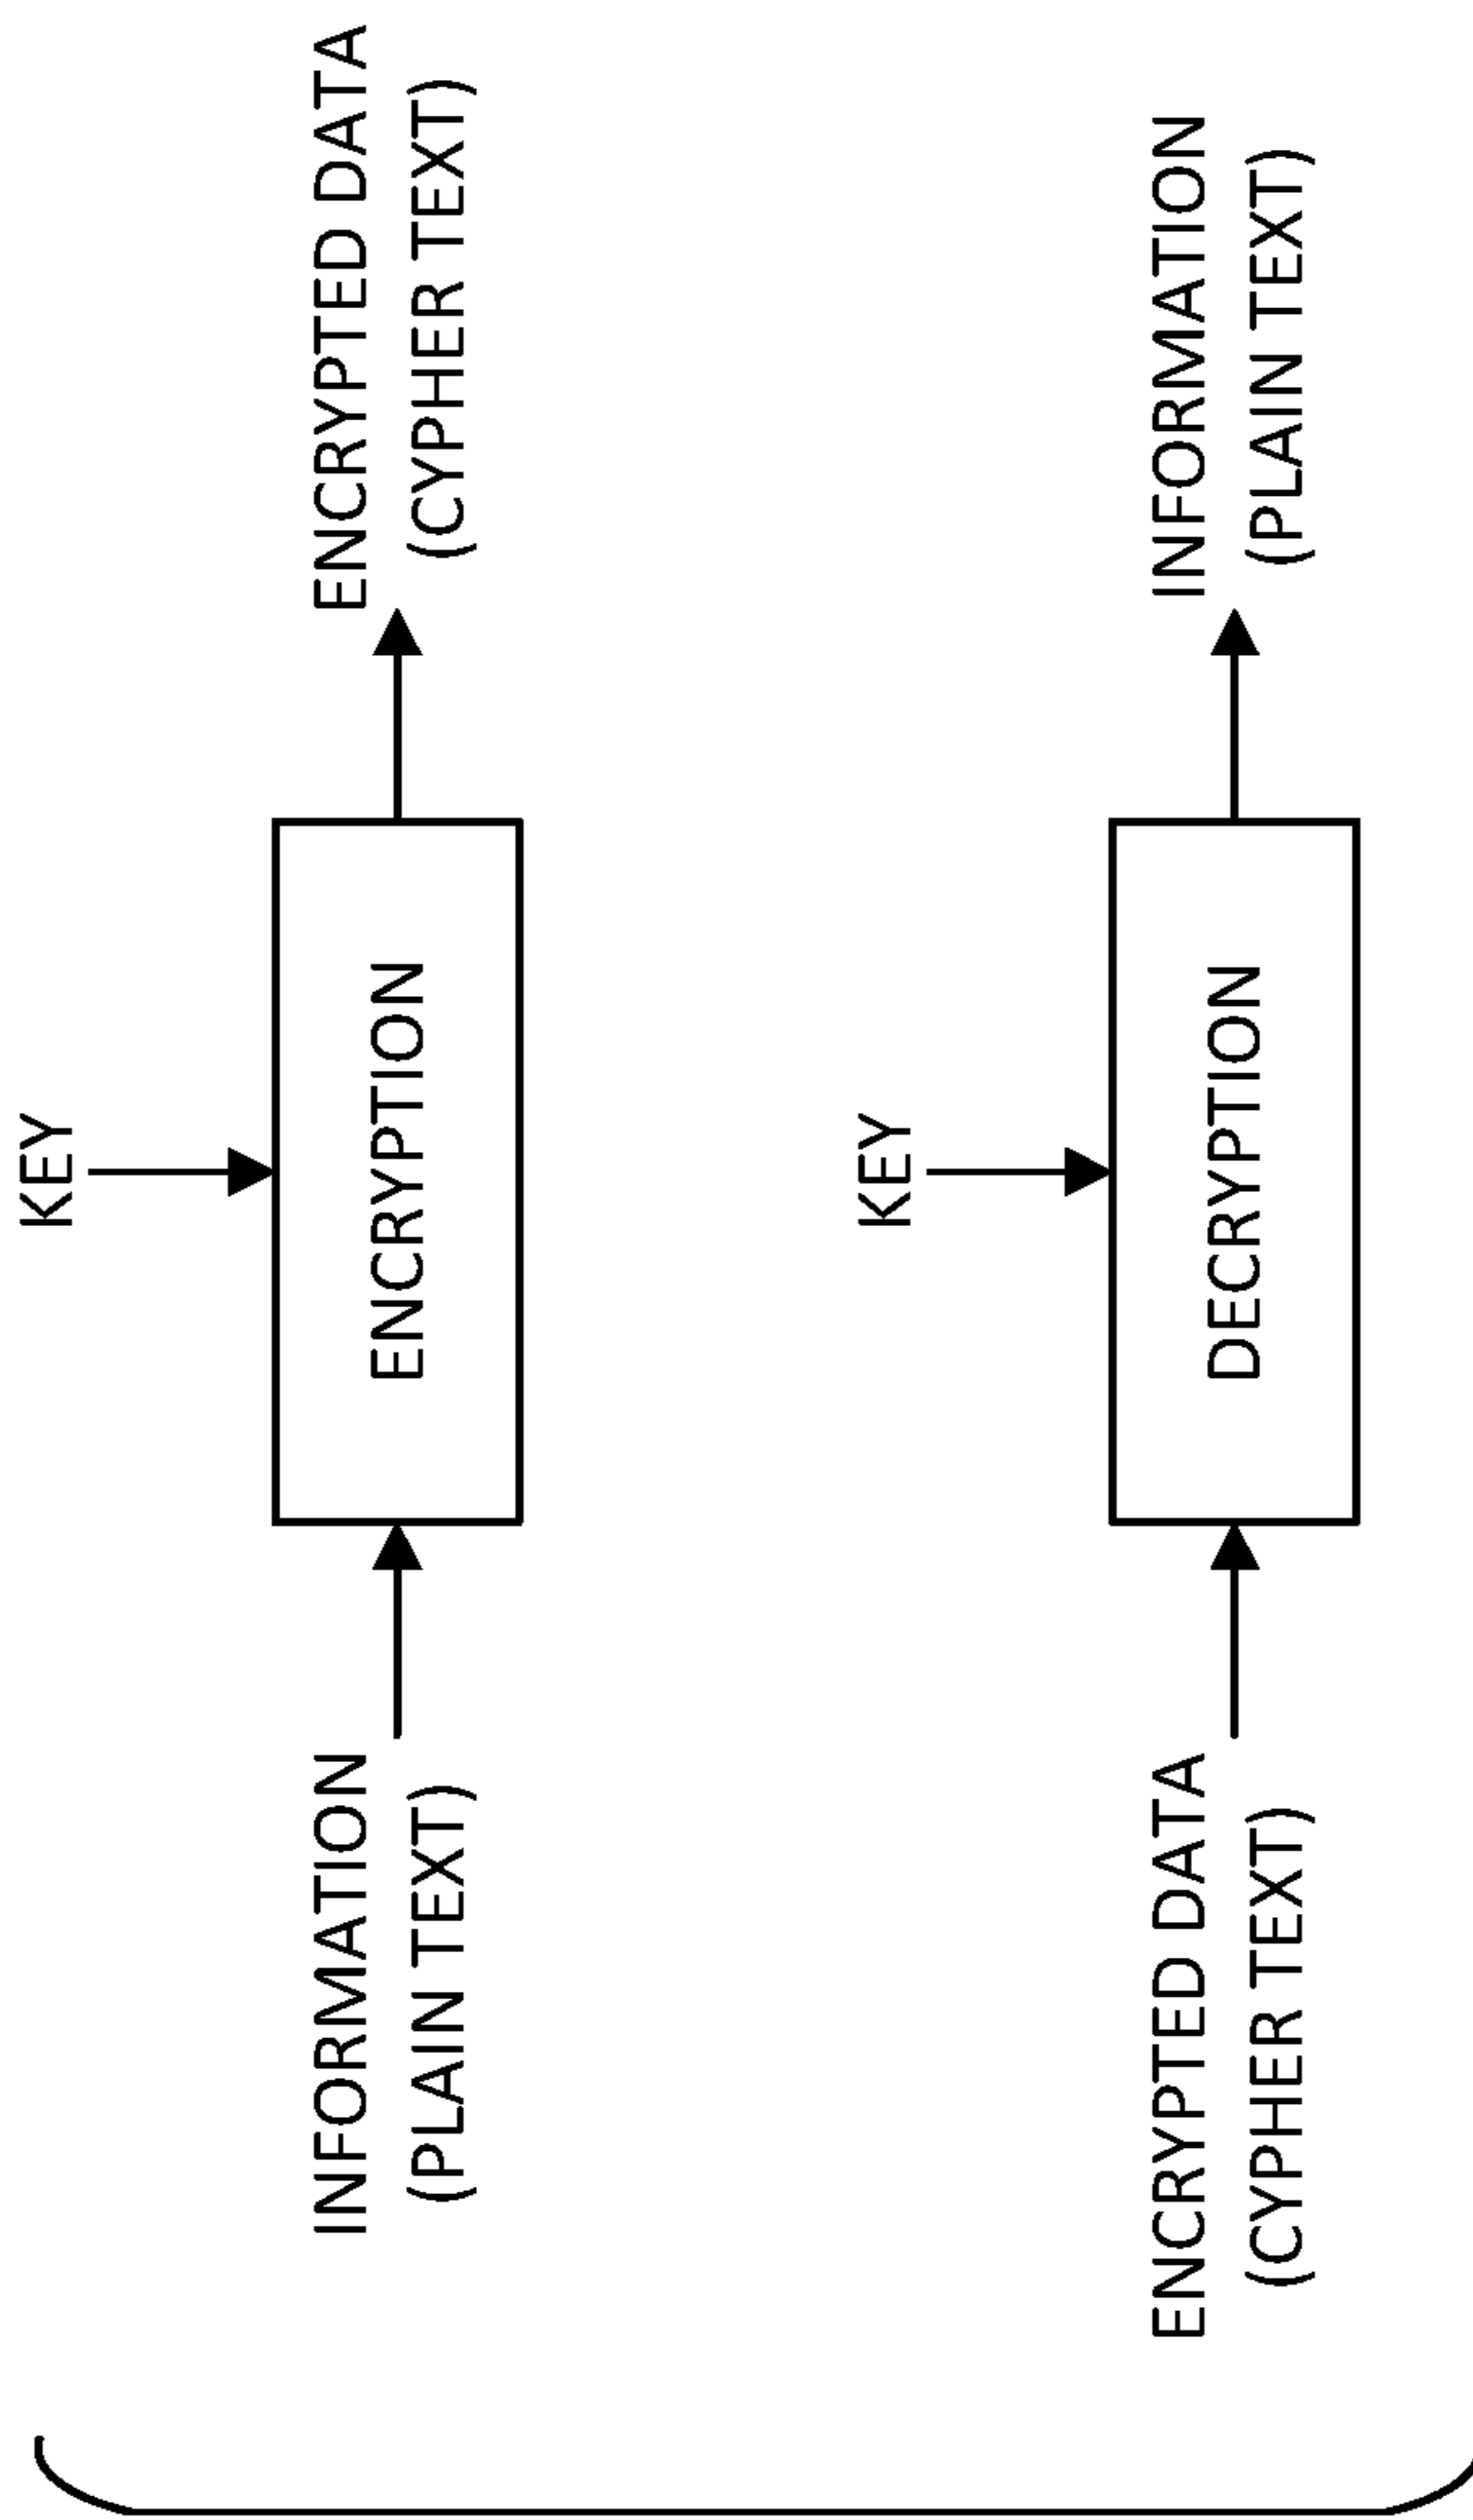 KEY
INFORMATION
(PLAIN TEXT)
ENCRYPTION
ENCRYPTED DATA
(CYPHER TEXT)
KEY
ENCRYPTED DATA
(CYPHER TEXT)
DECRYPTION
INFORMATION
(PLAIN TEXT)